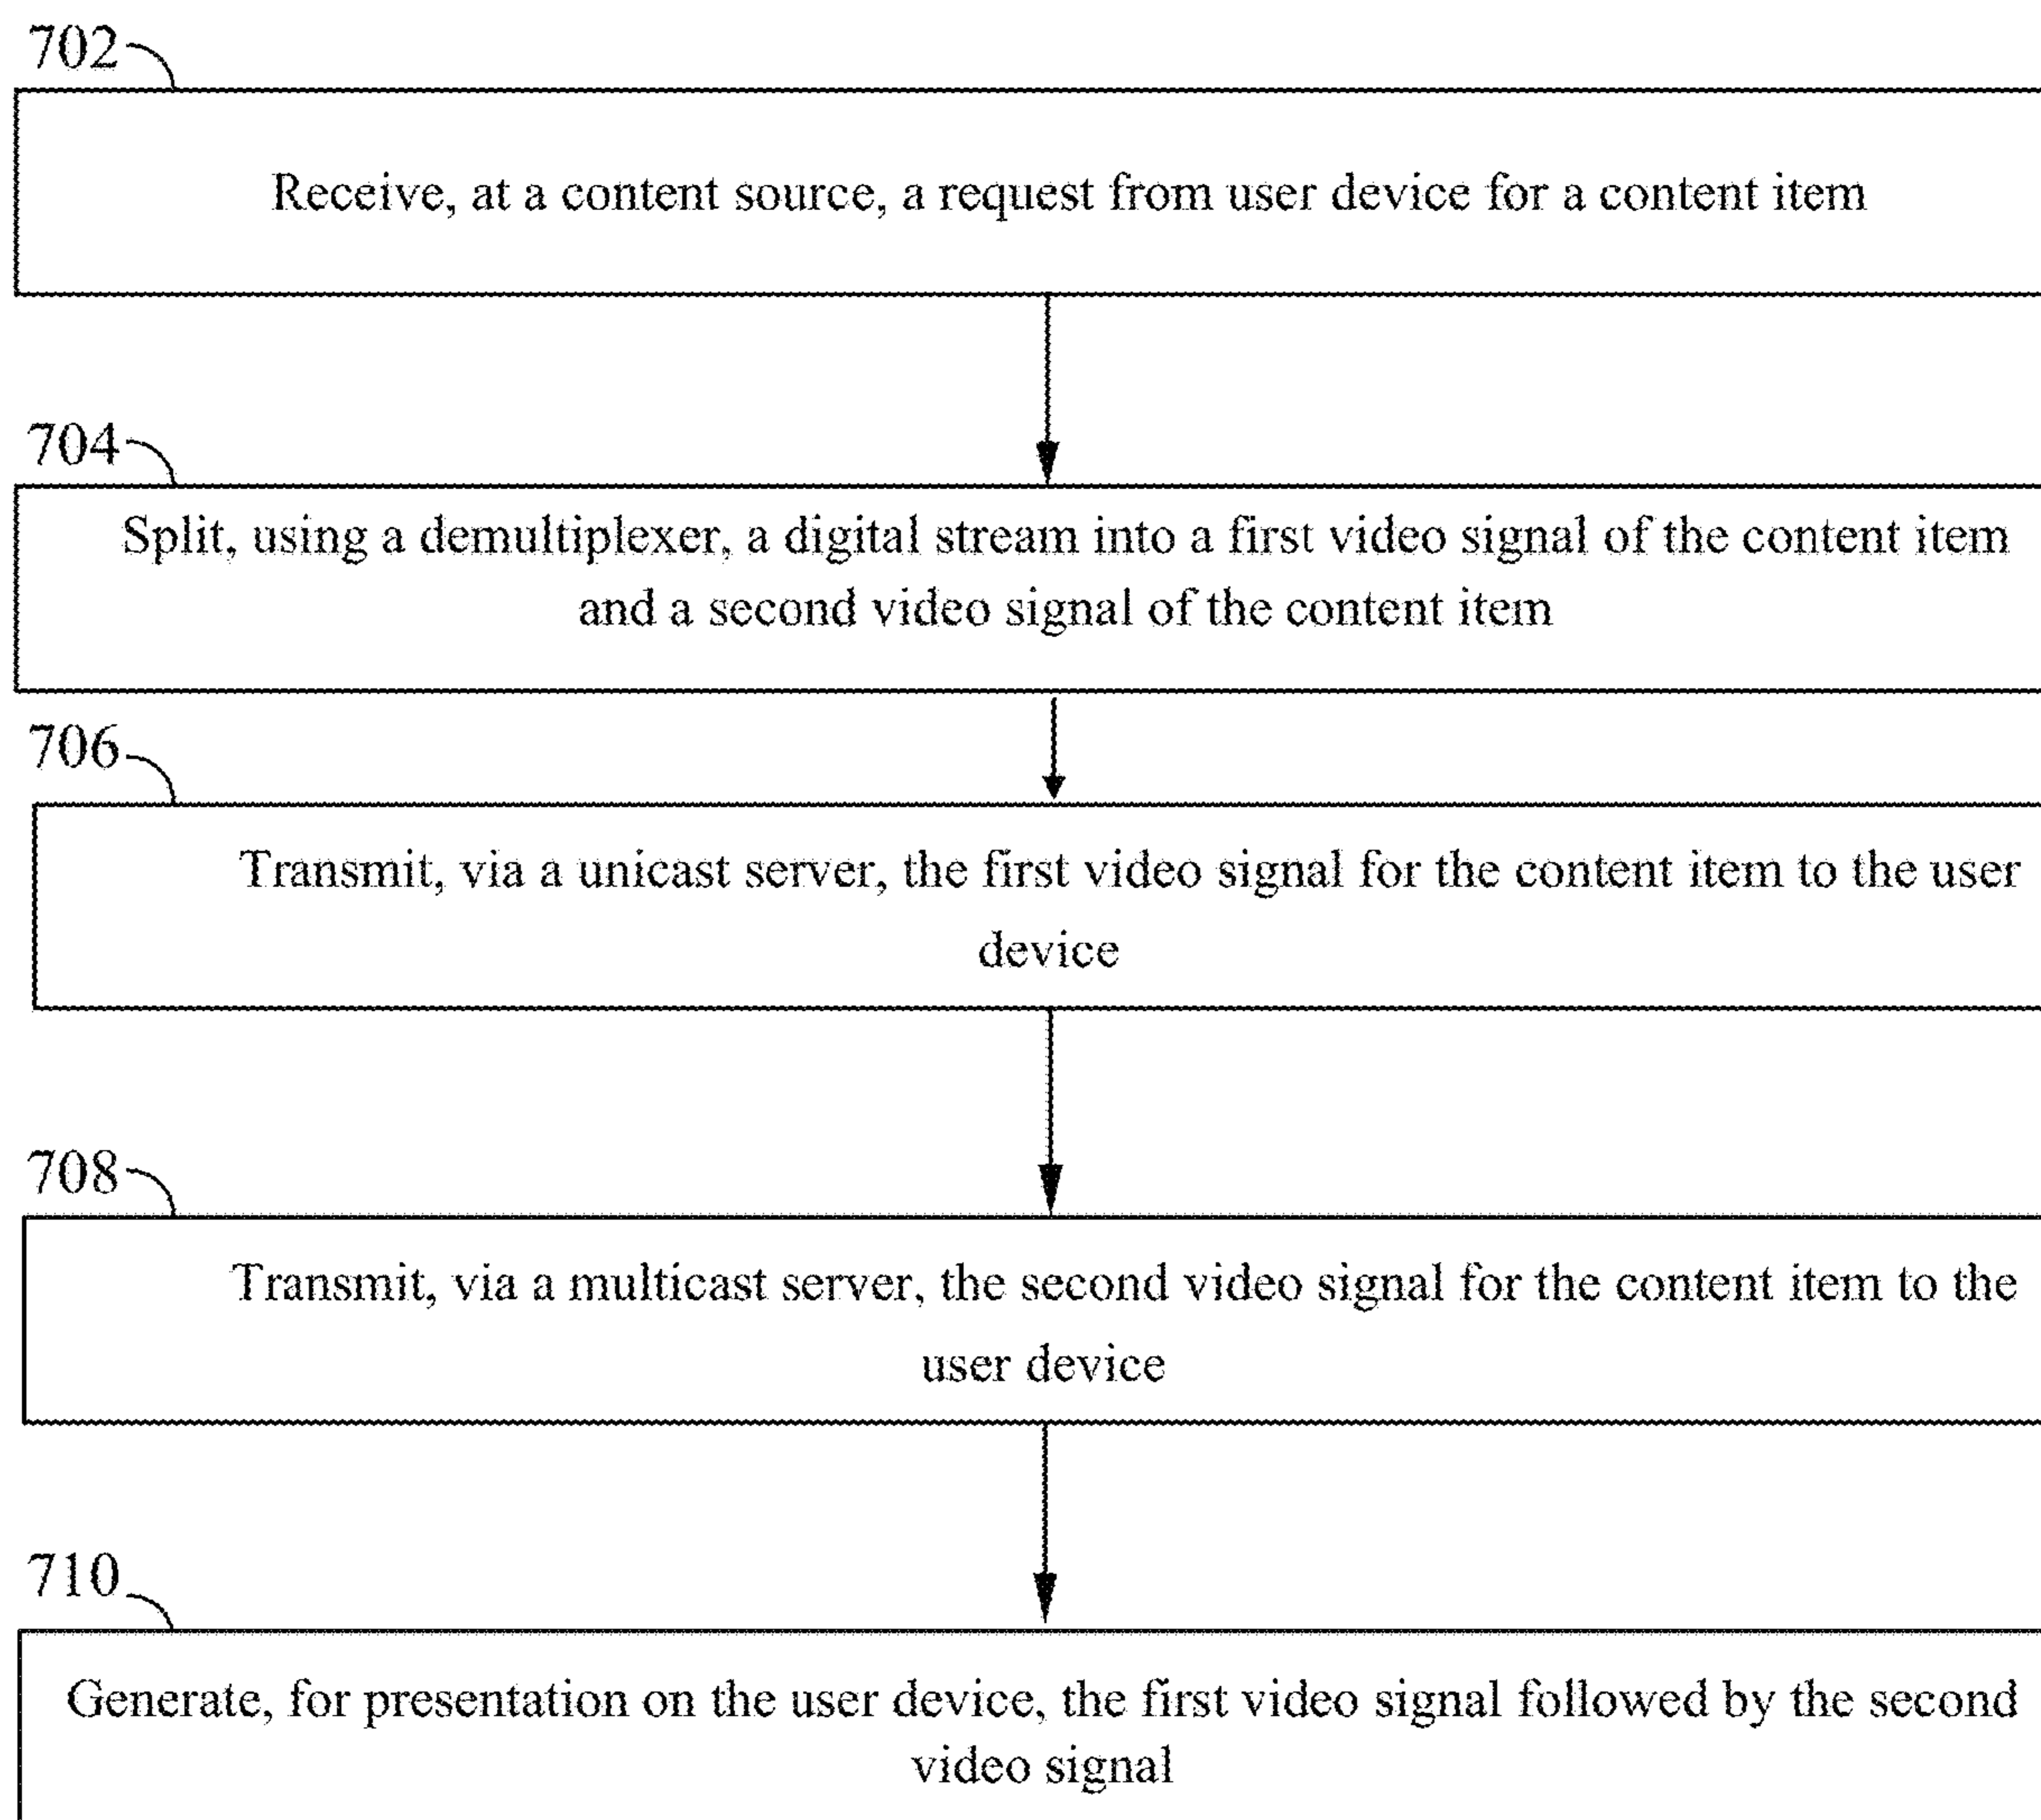 702
Receive, at a content source, a request from user device for a content item
704
Split, using a demultiplexer, a digital stream into a first video signal of the content item
and a second video signal of the content item
706
Transmit, via a unicast server, the first video signal for the content item to the user
device
708
Transmit, via a multicast server, the second video signal for the content item to the
user device
710
Generate, for presentation on the user device, the first video signal followed by the second
video signal